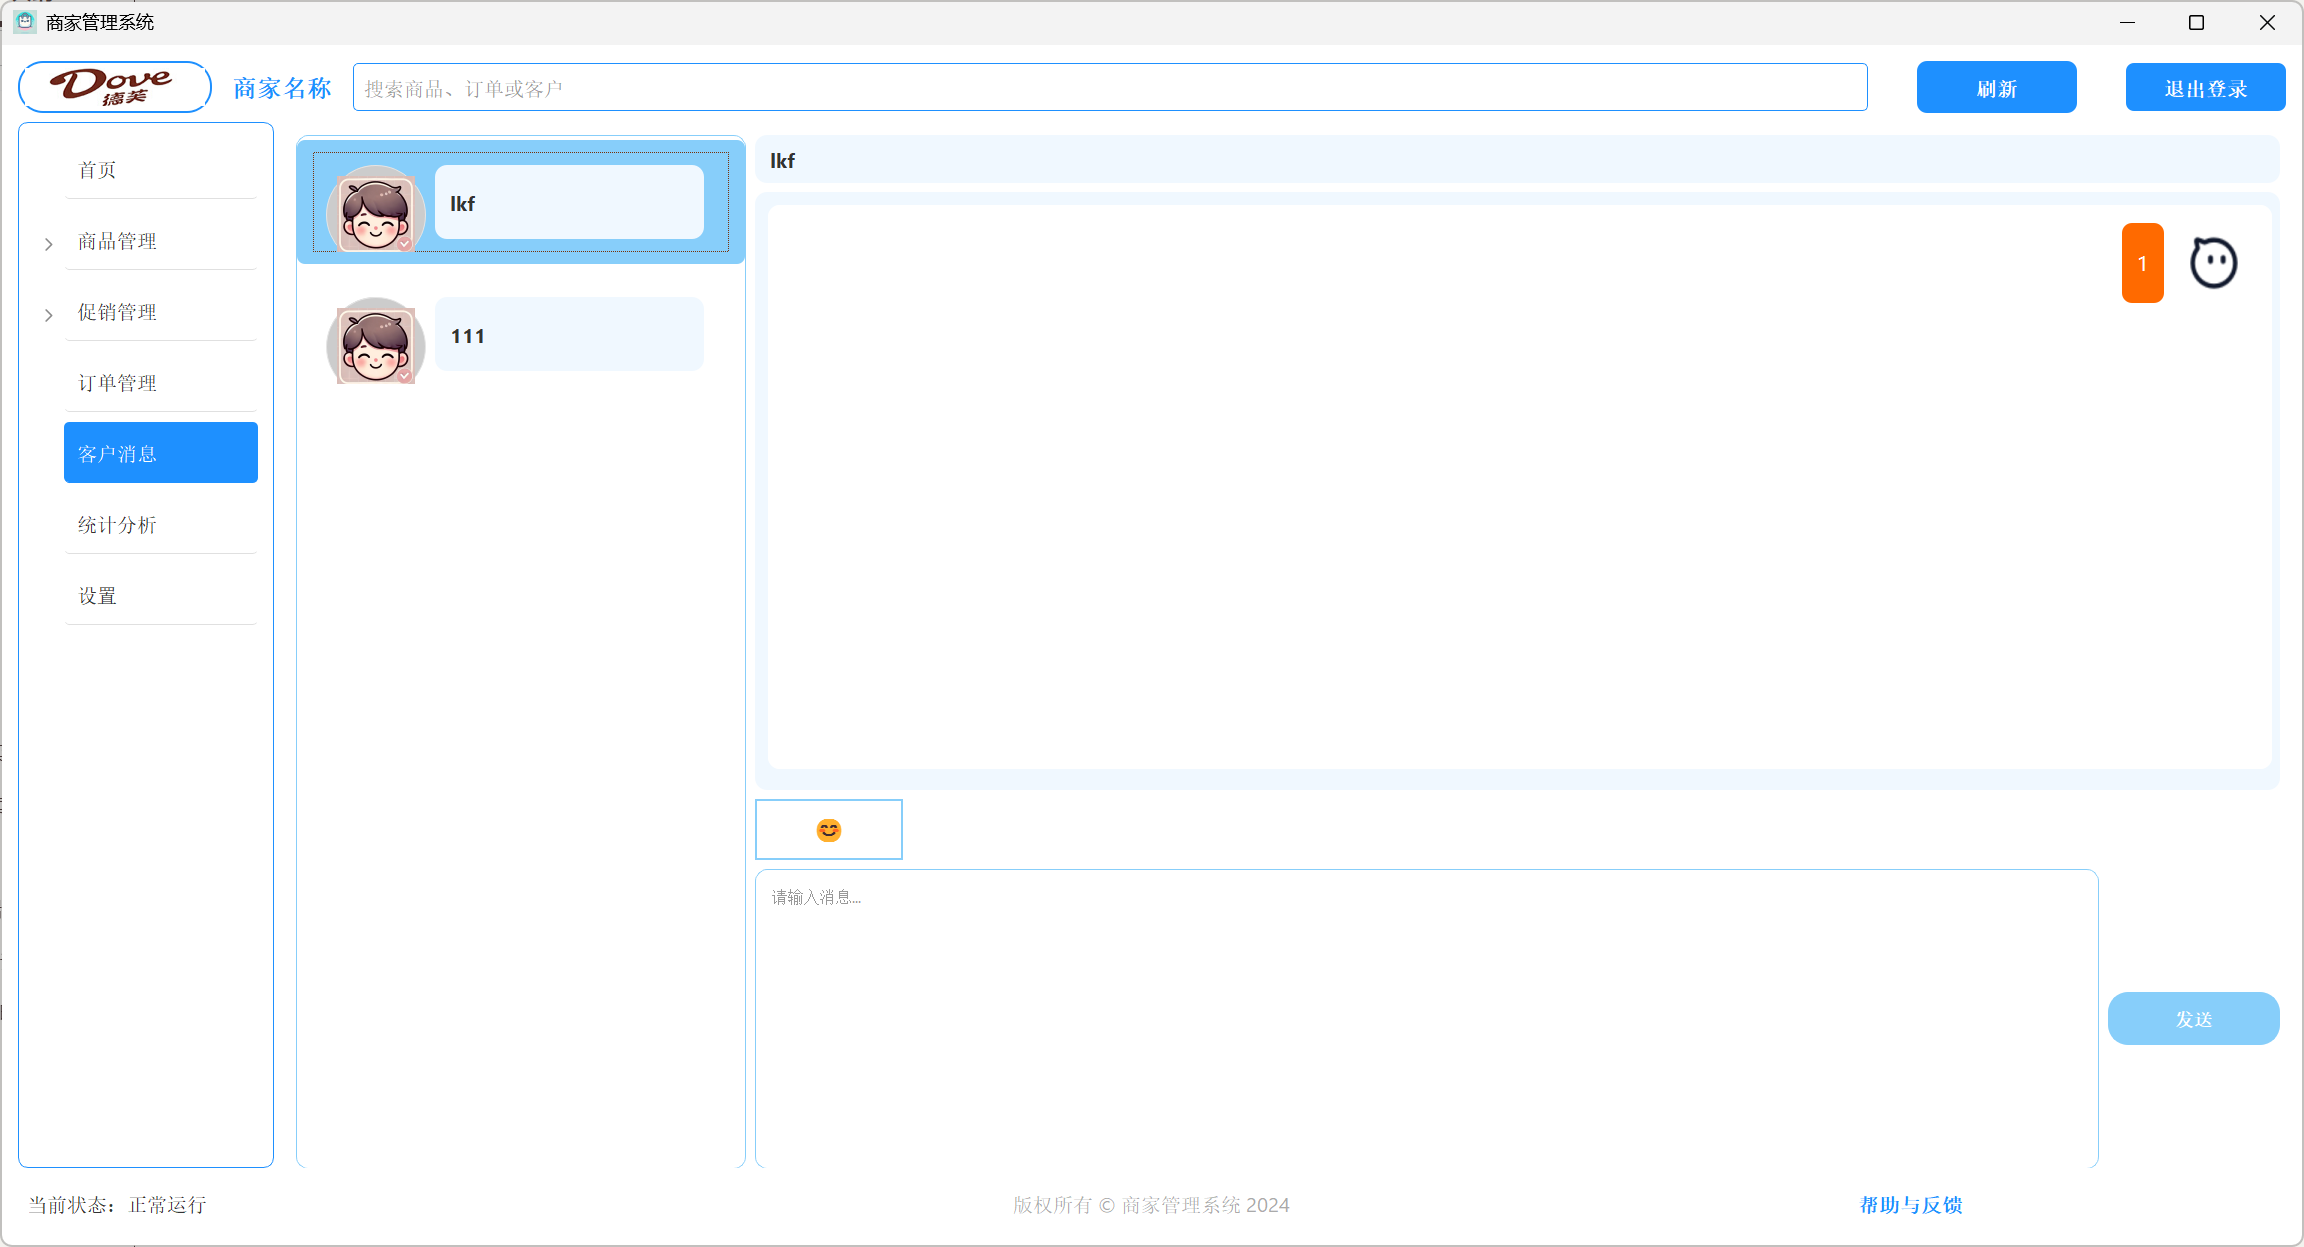 商家管理系统
Dove
德芙
商家名称
搜索商品、订单或客户
刷新
退出登录
首页
商品管理
促销管理
订单管理
客户消息
统计分析
设置
lkf
111
lkf
1
请输入消息...
发送
当前状态：正常运行
版权所有 © 商家管理系统 2024
帮助与反馈